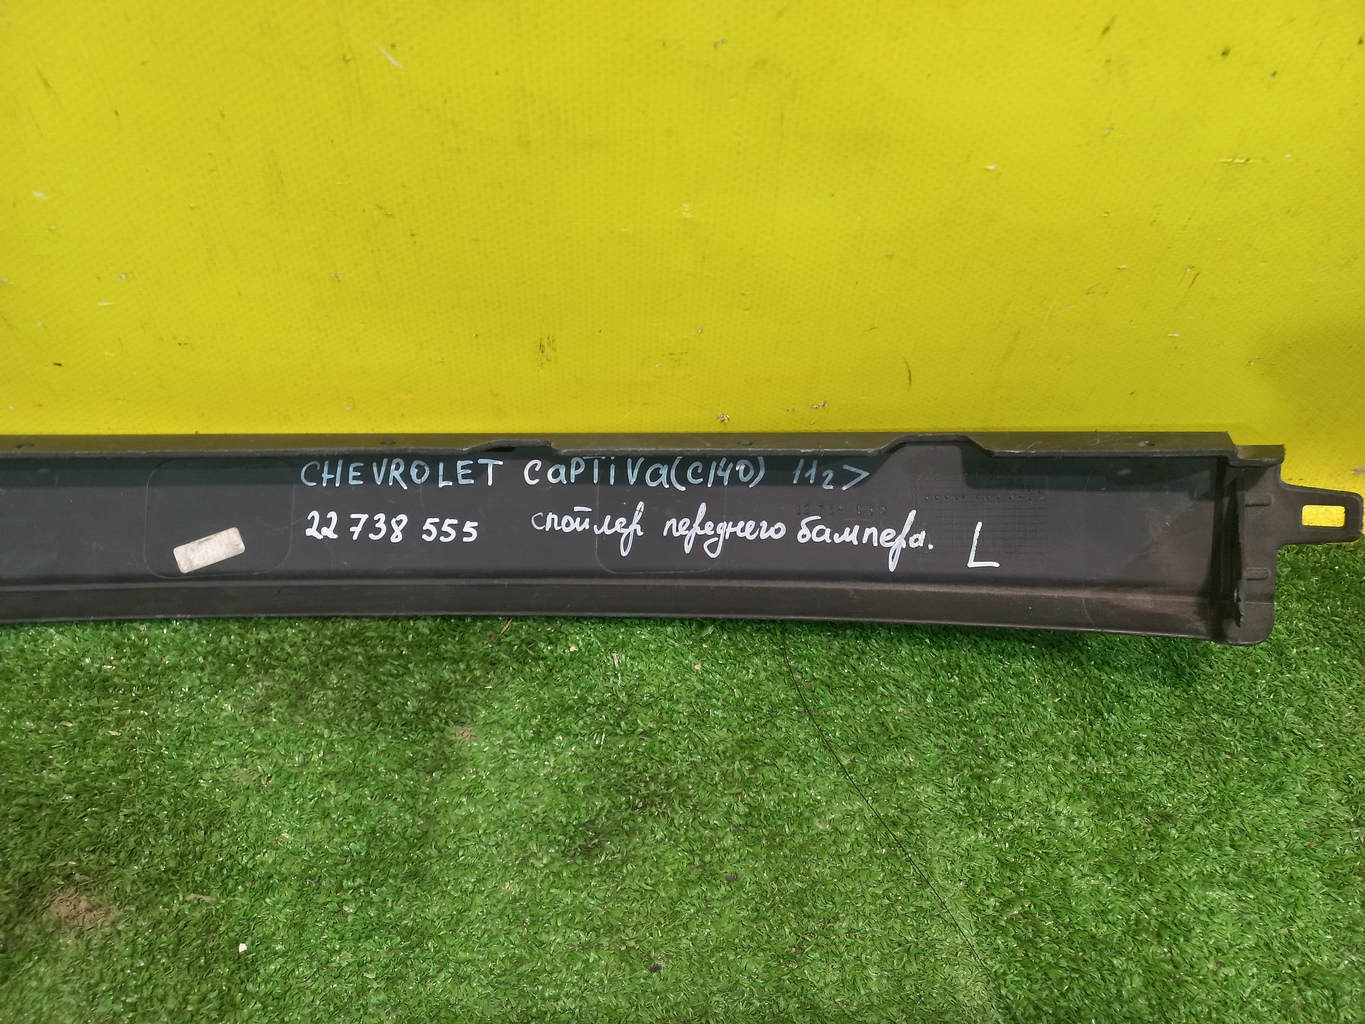 CHEVROLET CaPTiVa(C140) 11г>
22 738 555 спойлер переднего бампера. L